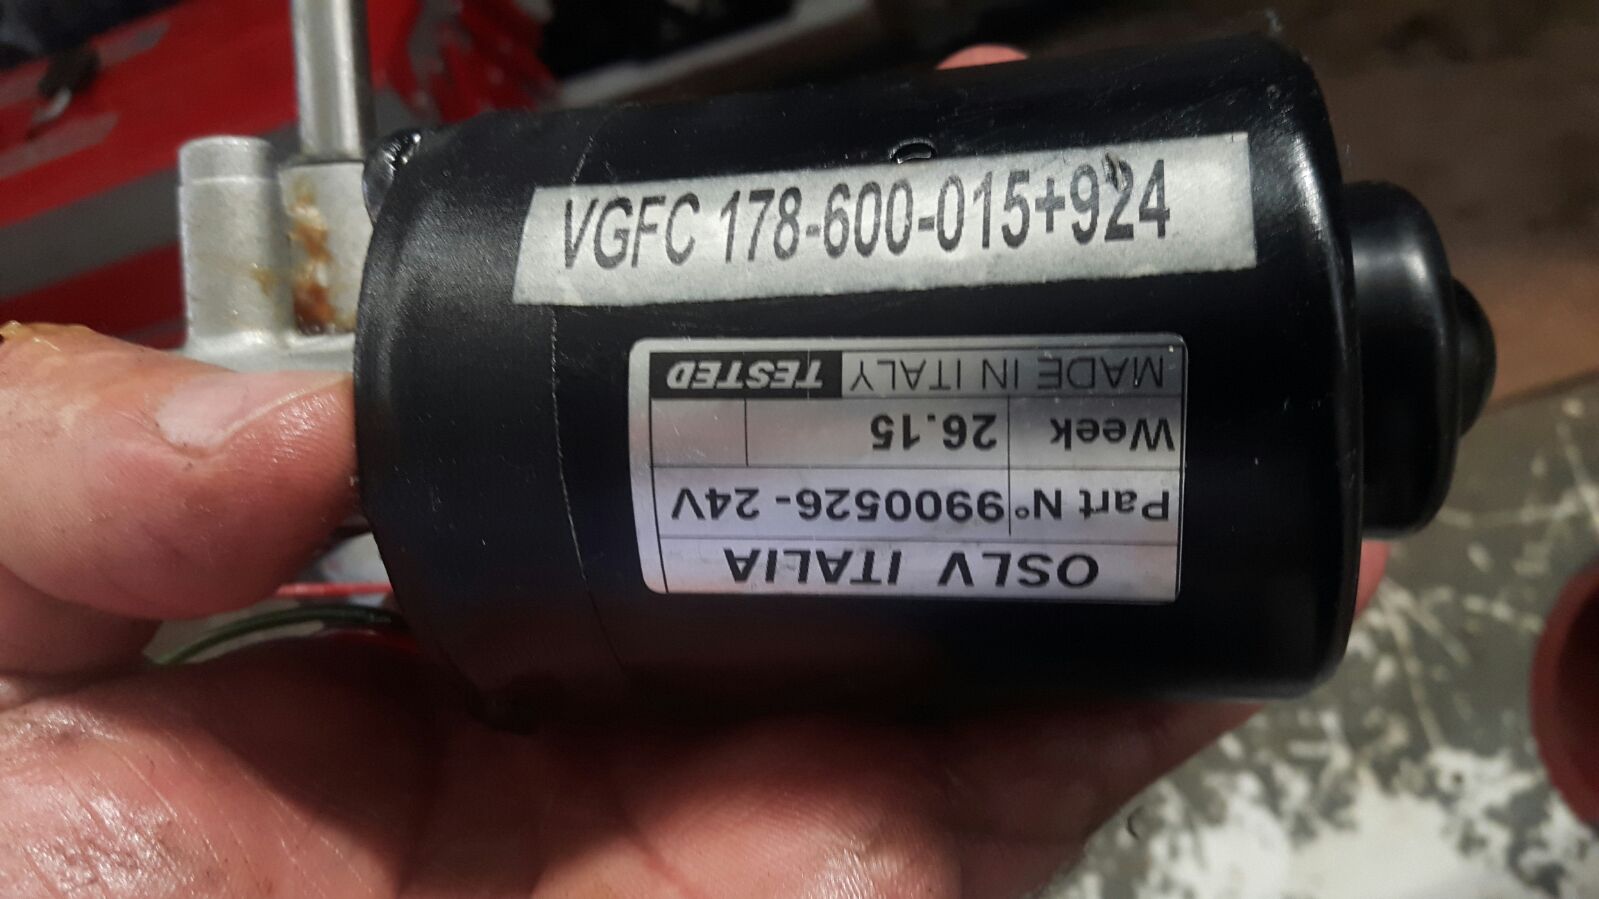 VGFC 178-600-015+924
OSLV ITALIA
Part N° 9900526- 24V
Week 26.15
MADE IN ITALY TESTED